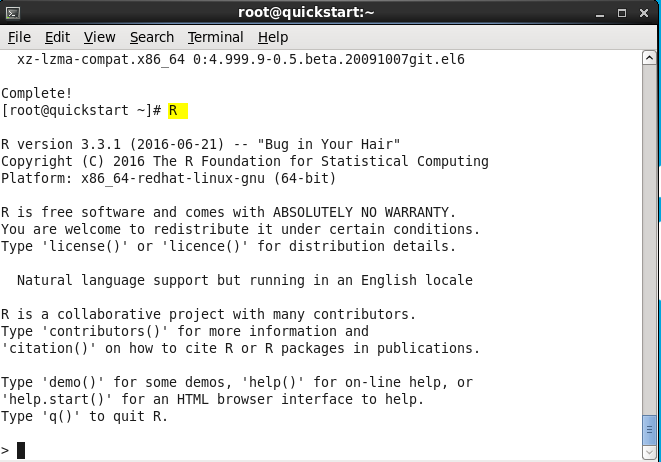 root@quickstart:~
File Edit View Search Terminal Help
xz-lzma-compat.x86_64 0:4.999.9-0.5.beta.20091007git.el6
Complete!
[root@quickstart ~]# R
R version 3.3.1 (2016-06-21) -- "Bug in Your Hair"
Copyright (C) 2016 The R Foundation for Statistical Computing
Platform: x86_64-redhat-linux-gnu (64-bit)
R is free software and comes with ABSOLUTELY NO WARRANTY.
You are welcome to redistribute it under certain conditions.
Type 'license()' or 'licence()' for distribution details.
Natural language support but running in an English locale
R is a collaborative project with many contributors.
Type 'contributors()' for more information and
'citation()' on how to cite R or R packages in publications.
Type 'demo()' for some demos, 'help()' for on-line help, or
'help.start()' for an HTML browser interface to help.
Type 'q()' to quit R.
>